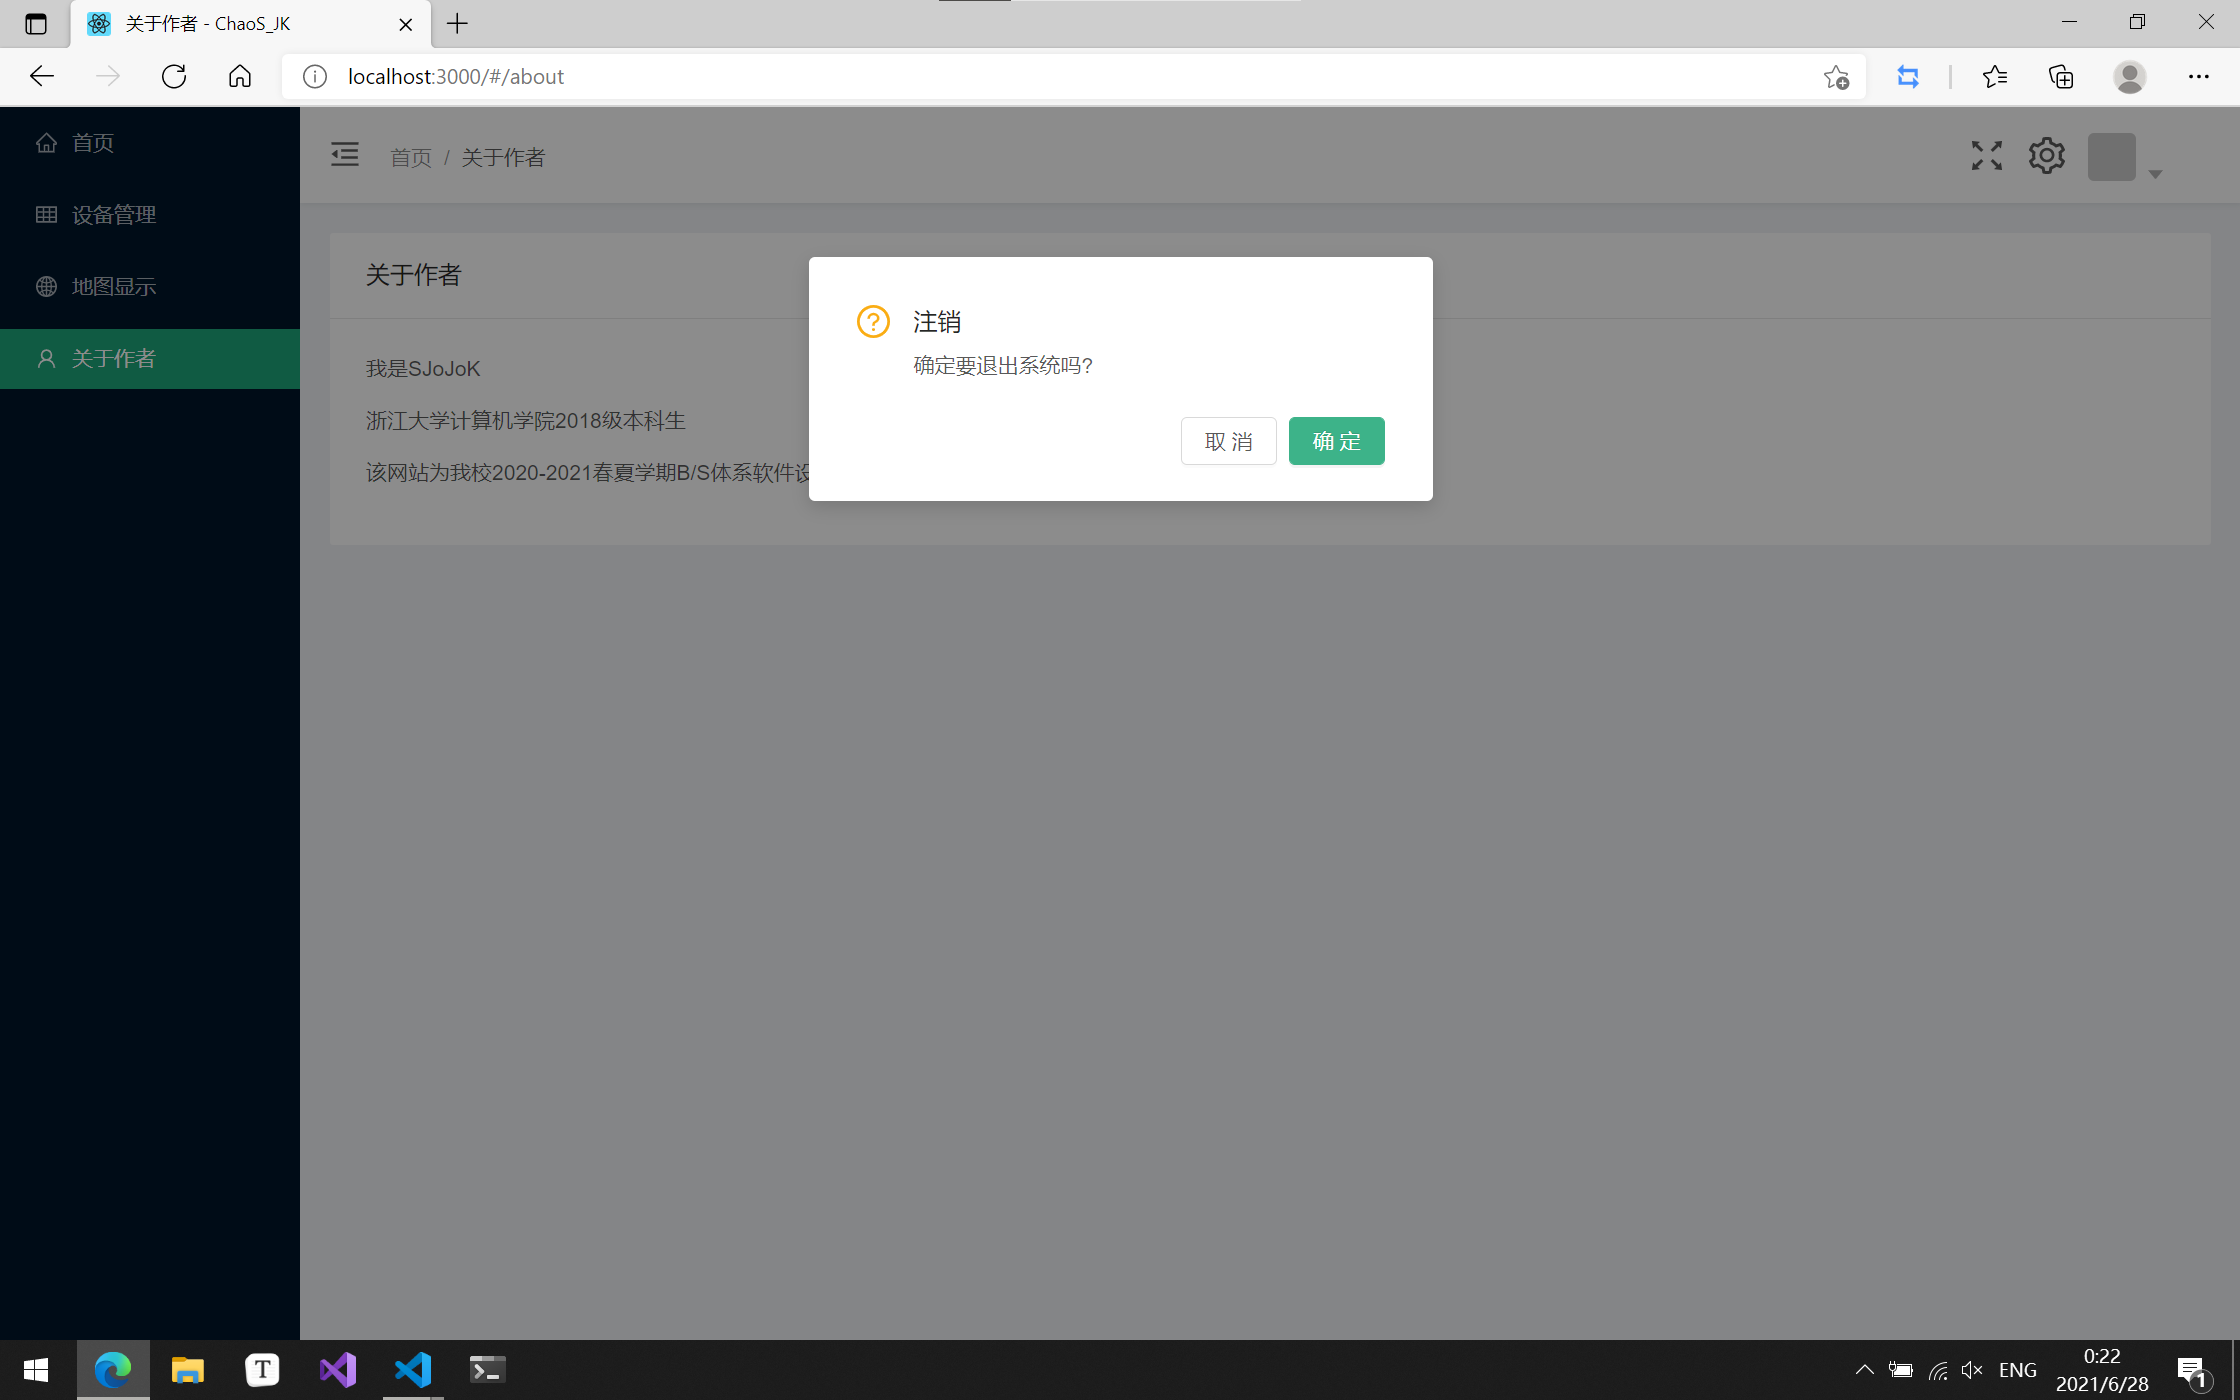 关于作者 - ChaoS_JK
localhost:3000/#/about
首页
设备管理
地图显示
关于作者
首页 / 关于作者
关于作者
我是SJoJoK
浙江大学计算机学院2018级本科生
该网站为我校2020-2021春夏学期B/S体系软件设
注销
确定要退出系统吗?
取 消
确 定
T
ENG
0:22
2021/6/28
1